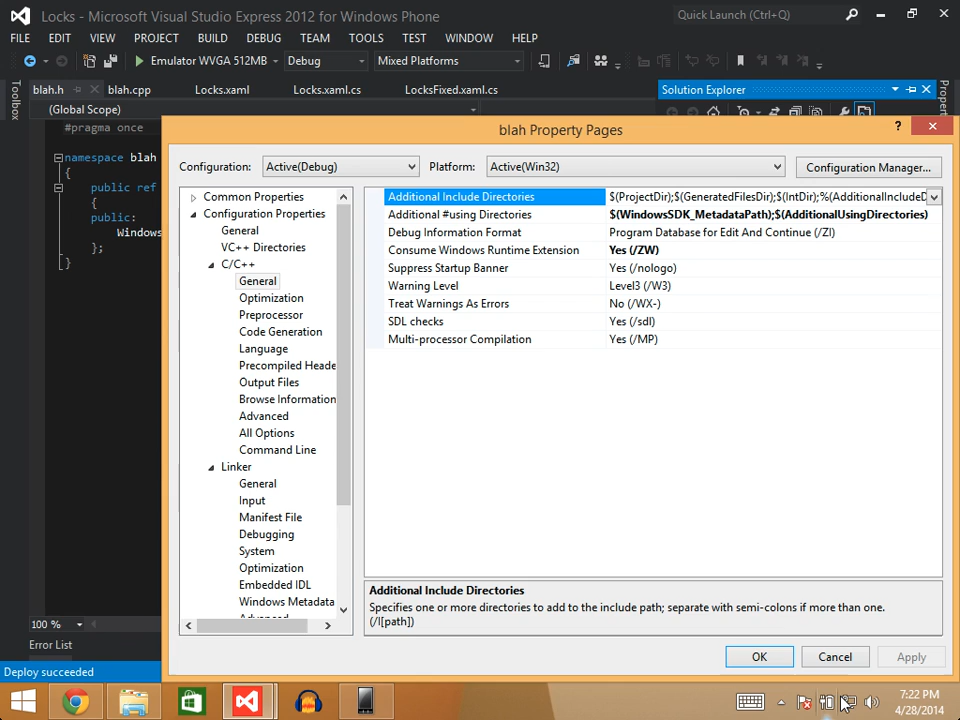 Locks - Microsoft Visual Studio Express 2012 for Windows Phone
Quick Launch (Ctrl+Q)
FILE EDIT VIEW PROJECT BUILD DEBUG TEAM TOOLS TEST WINDOW HELP
Emulator WVGA 512MB Debug Mixed Platforms
Toolbox
blah.h blah.cpp Locks.xaml Locks.xaml.cs LocksFixed.xaml.cs
Solution Explorer
(Global Scope)
#pragma once
namespace blah
{
public ref
{
public:
Windows
};
}
blah Property Pages
?
Configuration: Active(Debug) Platform: Active(Win32) Configuration Manager...
Common Properties
Configuration Properties
General
VC++ Directories
C/C++
General
Optimization
Preprocessor
Code Generation
Language
Precompiled Heade
Output Files
Browse Information
Advanced
All Options
Command Line
Linker
General
Input
Manifest File
Debugging
System
Optimization
Embedded IDL
Windows Metadata
Additional Include Directories $(ProjectDir);$(GeneratedFilesDir);$(IntDir);%(AdditionalIncludeD
Additional #using Directories $(WindowsSDK_MetadataPath);$(AdditionalUsingDirectories)
Debug Information Format Program Database for Edit And Continue (/ZI)
Consume Windows Runtime Extension Yes (/ZW)
Suppress Startup Banner Yes (/nologo)
Warning Level Level3 (/W3)
Treat Warnings As Errors No (/WX-)
SDL checks Yes (/sdl)
Multi-processor Compilation Yes (/MP)
Additional Include Directories
Specifies one or more directories to add to the include path; separate with semi-colons if more than one.
(/I[path])
OK Cancel Apply
100 %
Error List
Deploy succeeded
7:22 PM
4/28/2014